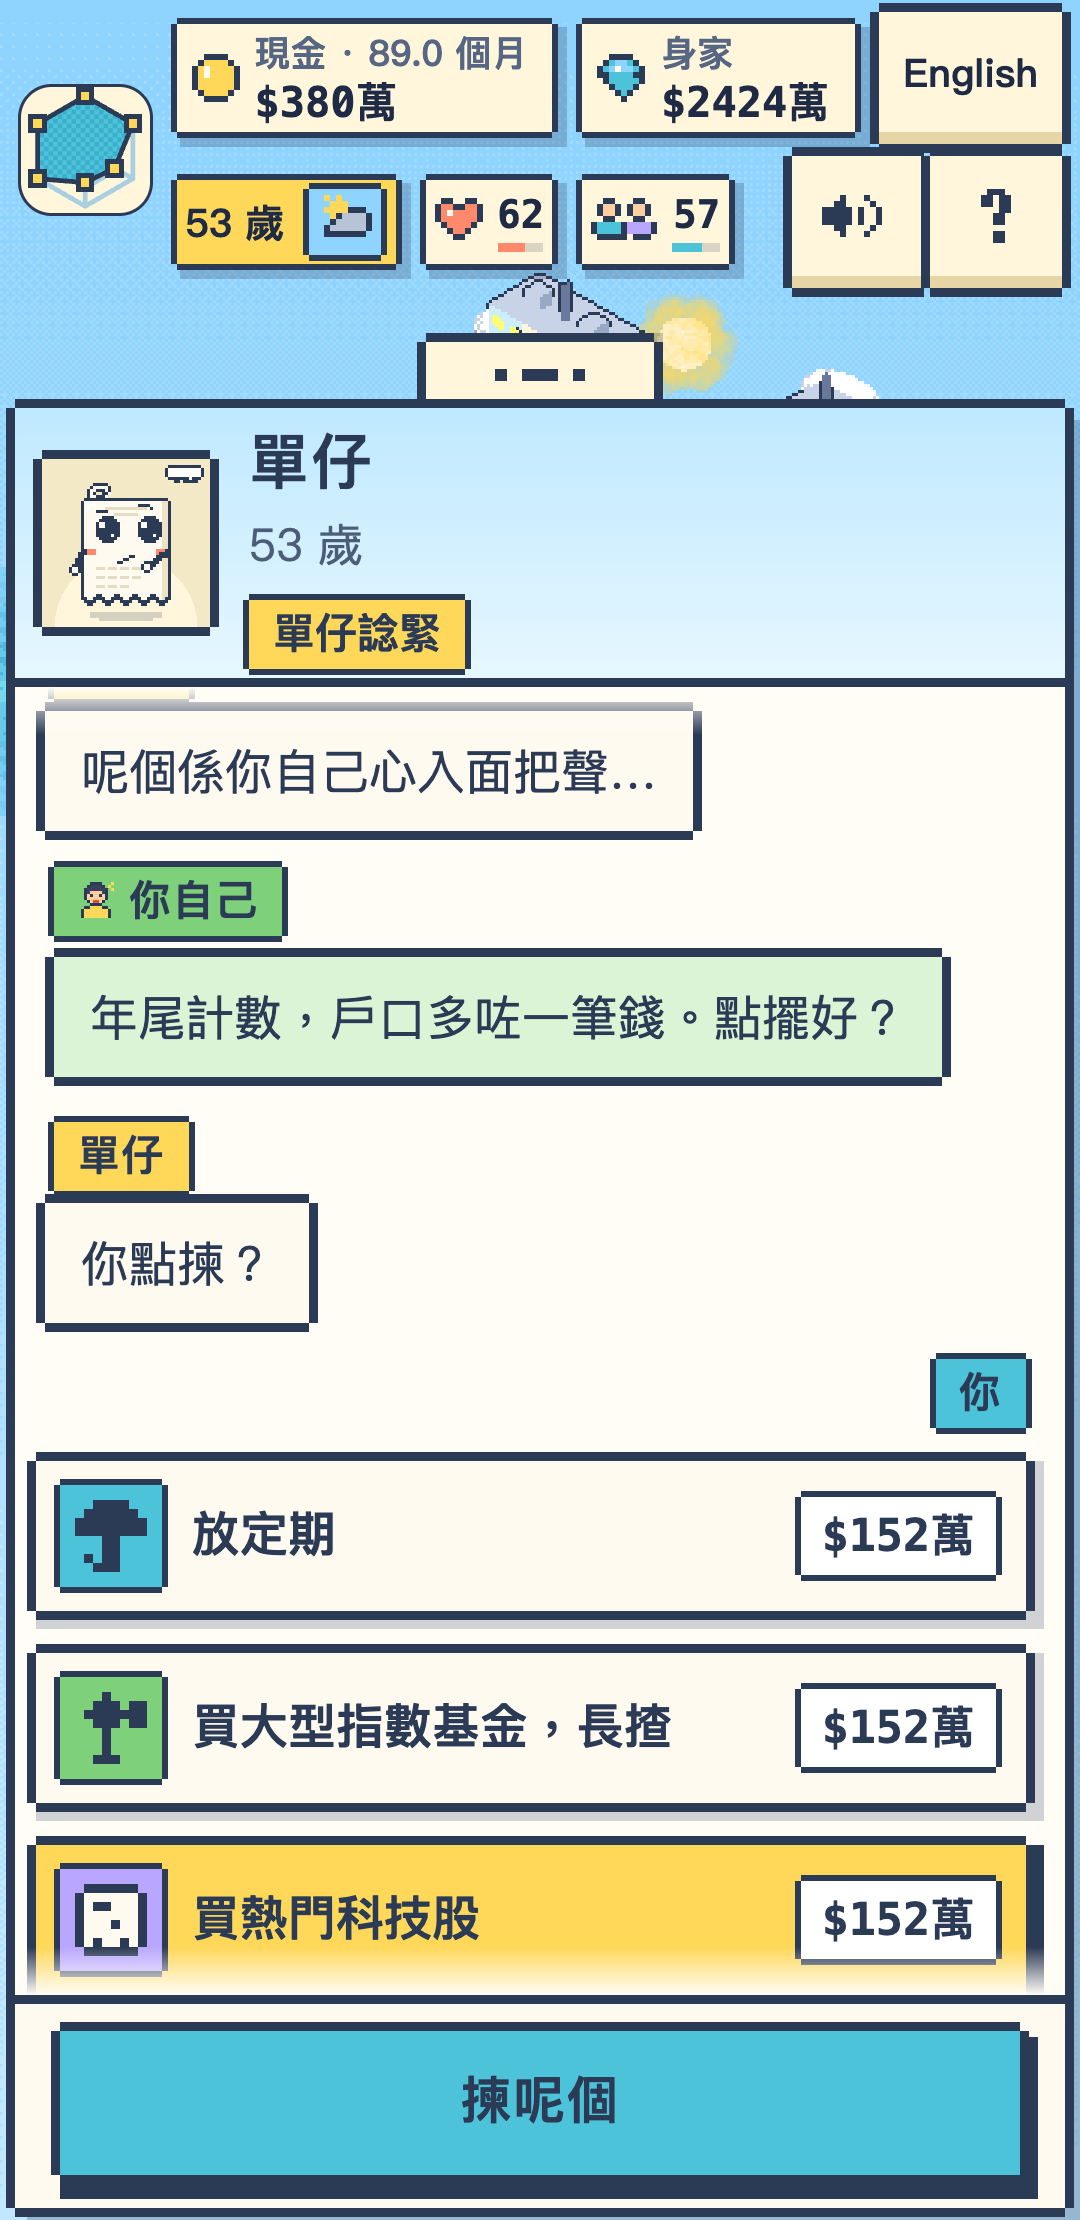 現金 · 89.0 個月
$380萬
身家
$2424萬
English
53 歲
62
57
?
單仔
53 歲
單仔諗緊
呢個係你自己心入面把聲...
你自己
年尾計數，戶口多咗一筆錢。點擺好？
單仔
你點揀？
你
放定期
$152萬
買大型指數基金，長揸
$152萬
買熱門科技股
$152萬
揀呢個